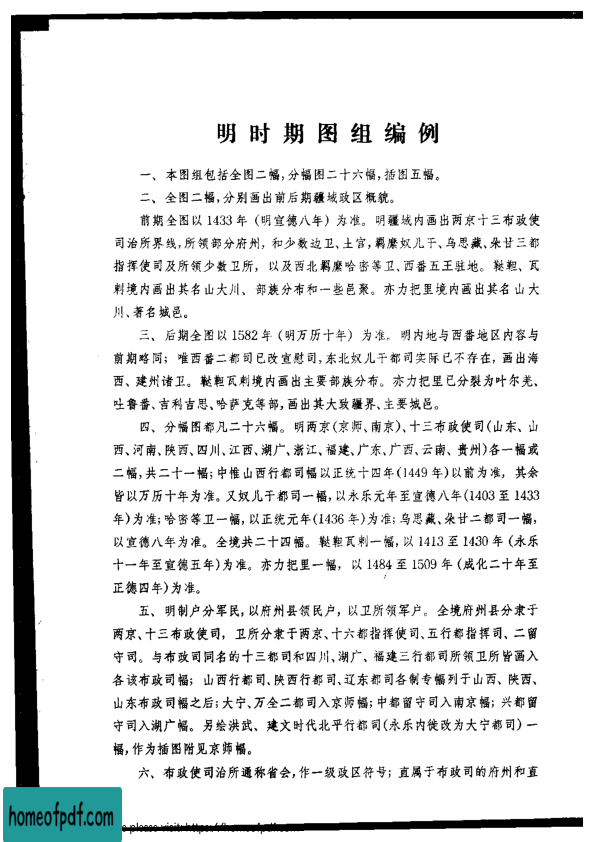 明时期图组编例
一、本图组包括全图二幅,分幅图二十六幅,插图五幅。
二、全图二幅,分别画出前后期疆域政区概貌。
前期全图以1433年（明宣德八年）为准。明疆域内画出两京十三布政使
司治所界线,所领部分府州,和少数边卫、土官,羁縻奴儿干、乌思藏、朵甘三都
指挥使司及所领少数卫所，以及西北羁縻哈密等卫、西番五王驻地。鞑靼、瓦
剌境内画出其名山大川、部族分布和一些邑聚。亦力把里境内画出其名山大
川、著名城邑。
三、后期全图以1582年（明万历十年）为准。明内地与西番地区内容与
前期略同；唯西番二都司已改宣慰司,东北奴儿干都司实际已不存在，画出海
西、建州诸卫。鞑靼瓦剌境内画出主要部族分布。亦力把里已分裂为叶尔羌、
吐鲁番、吉利吉思、哈萨克等部,画出其大致疆界、主要城邑。
四、分幅图都凡二十六幅。明两京(京师、南京)、十三布政使司(山东、山
西、河南、陕西、四川、江西、湖广、浙江、福建、广东、广西、云南、贵州)各一幅或
二幅,共二十一幅;中惟山西行都司幅以正统十四年(1449年)以前为准，其余
皆以万历十年为准。又奴儿干都司一幅,以永乐元年至宣德八年(1403至1433
年)为准;哈密等卫一幅,以正统元年(1436年)为准;乌思藏、朵甘二都司一幅，
以宣德八年为准。全境共二十四幅。鞑靼瓦剌一幅,以1413至1430年(永乐
十一年至宣德五年)为准。亦力把里一幅，以1484至1509年(成化二十年至
正德四年)为准。
五、明制户分军民,以府州县领民户，以卫所领军户。全境府州县分隶于
两京、十三布政使司，卫所分隶于两京、十六都指挥使司、五行都指挥司、二留
守司。与布政司同名的十三都司和四川、湖广、福建三行都司所领卫所皆画入
各该布政司幅；山西行都司、陕西行都司、辽东都司各制专幅列于山西、陕西、
山东布政司幅之后;大宁、万全二都司入京师幅;中都留守司入南京幅；兴都留
守司入湖广幅。另绘洪武、建文时代北平行都司(永乐内徙改为大宁都司)一
幅,作为插图附见京师幅。
六、布政使司治所通称省会,作一级政区符号；直属于布政司的府州和直
homeofpdf.com